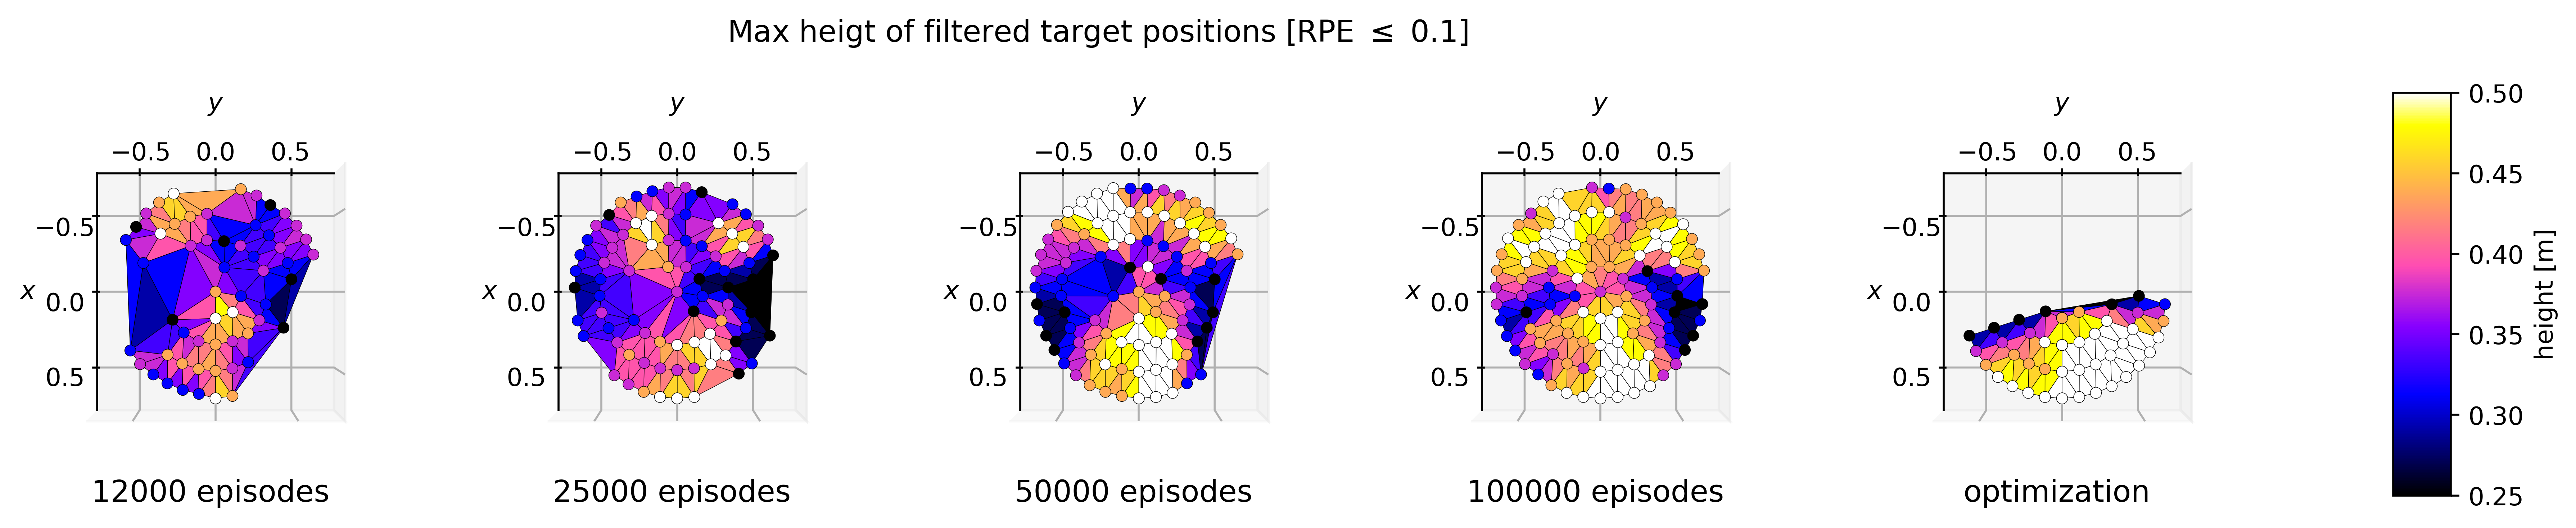 Max heigt of filtered target positions [RPE ≤ 0.1]
y
−0.5 0.0 0.5
−0.5
x 0.0
0.5
12000 episodes
y
−0.5 0.0 0.5
−0.5
x 0.0
0.5
25000 episodes
y
−0.5 0.0 0.5
−0.5
x 0.0
0.5
50000 episodes
y
−0.5 0.0 0.5
−0.5
x 0.0
0.5
100000 episodes
y
−0.5 0.0 0.5
−0.5
x 0.0
0.5
optimization
0.50
0.45
0.40
0.35
0.30
0.25
height [m]